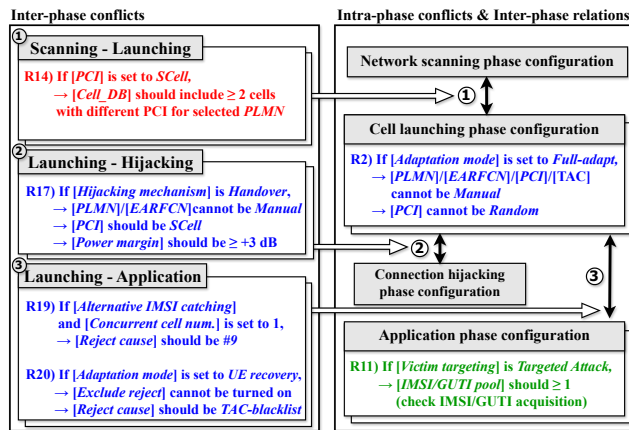 Inter-phase conflicts
①
Scanning - Launching
R14) If [PCI] is set to SCell,
→ [Cell_DB] should include ≥ 2 cells
with different PCI for selected PLMN
②
Launching - Hijacking
R17) If [Hijacking mechanism] is Handover,
→ [PLMN]/[EARFCN]cannot be Manual
→ [PCI] should be SCell
→ [Power margin] should be ≥ +3 dB
③
Launching - Application
R19) If [Alternative IMSI catching]
and [Concurrent cell num.] is set to 1,
→ [Reject cause] should be #9
R20) If [Adaptation mode] is set to UE recovery,
→ [Exclude reject] cannot be turned on
→ [Reject cause] should be TAC-blacklist
Intra-phase conflicts & Inter-phase relations
Network scanning phase configuration
①
Cell launching phase configuration
R2) If [Adaptation mode] is set to Full-adapt,
→ [PLMN]/[EARFCN]/[PCI]/[TAC]
cannot be Manual
→ [PCI] cannot be Random
②
③
Connection hijacking
phase configuration
Application phase configuration
R11) If [Victim targeting] is Targeted Attack,
→ [IMSI/GUTI pool] should ≥ 1
(check IMSI/GUTI acquisition)